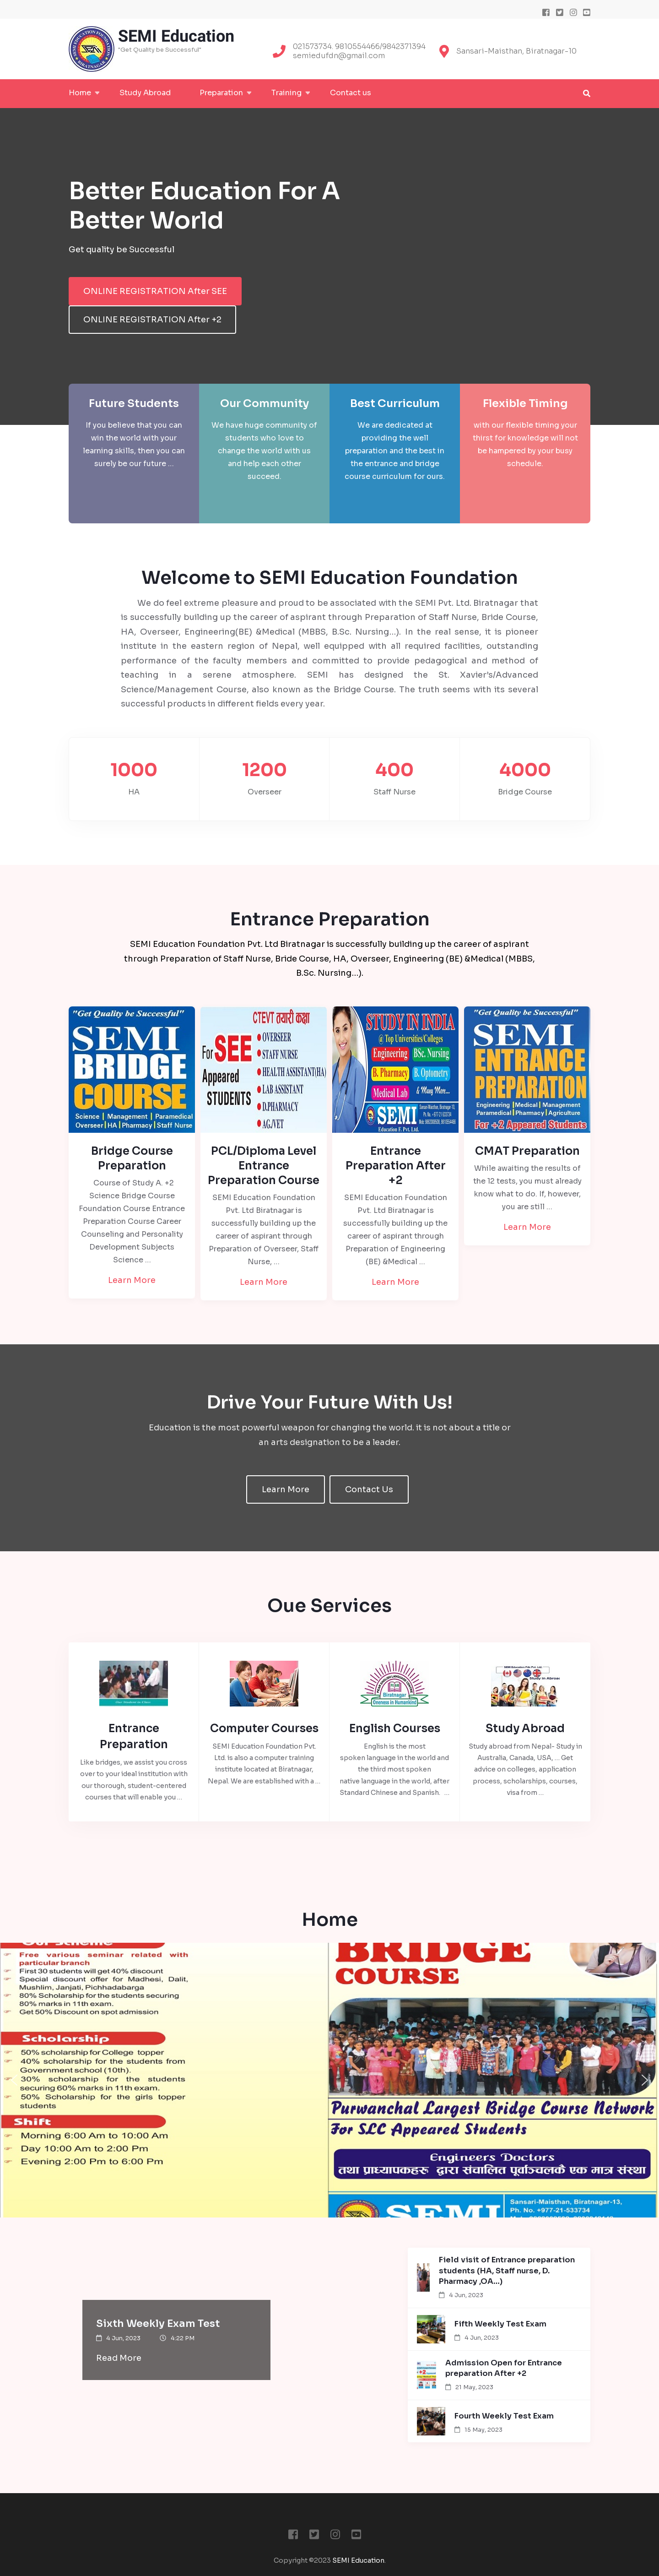 SEMI Education
"Get Quality be Successful"
021573734. 9810554466/9842371394
semiedufdn@gmail.com
Sansari-Maisthan, Biratnagar-10
Home
Study Abroad
Preparation
Training
Contact us
Better Education For A
Better World
Get quality be Successful
ONLINE REGISTRATION After SEE
ONLINE REGISTRATION After +2
Future Students
If you believe that you can
win the world with your
learning skills, then you can
surely be our future ...
Our Community
We have huge community of
students who love to
change the world with us
and help each other
succeed.
Best Curriculum
We are dedicated at
providing the well
preparation and the best in
the entrance and bridge
course curriculum for ours.
Flexible Timing
with our flexible timing your
thirst for knowledge will not
be hampered by your busy
schedule.
Welcome to SEMI Education Foundation
We do feel extreme pleasure and proud to be associated with the SEMI Pvt. Ltd. Biratnagar that
is successfully building up the career of aspirant through Preparation of Staff Nurse, Bride Course,
HA, Overseer, Engineering(BE) &Medical (MBBS, B.Sc. Nursing...). In the real sense, it is pioneer
institute in the eastern region of Nepal, well equipped with all required facilities, outstanding
performance of the faculty members and committed to provide pedagogical and method of
teaching in a serene atmosphere. SEMI has designed the St. Xavier's/Advanced
Science/Management Course, also known as the Bridge Course. The truth seems with its several
successful products in different fields every year.
1000
HA
1200
Overseer
400
Staff Nurse
4000
Bridge Course
Entrance Preparation
SEMI Education Foundation Pvt. Ltd Biratnagar is successfully building up the career of aspirant
through Preparation of Staff Nurse, Bride Course, HA, Overseer, Engineering (BE) &Medical (MBBS,
B.Sc. Nursing...).
"Get Quality be Successful"
SEMI
BRIDGE
COURSE
Science | Management | Paramedical
Overseer|HA|Pharmacy|Staff Nurse
Bridge Course
Preparation
Course of Study A. +2
Science Bridge Course
Foundation Course Entrance
Preparation Course Career
Counseling and Personality
Development Subjects
Science ...
Learn More
CTEVT तयारी कक्षा
For SEE
Appeared
STUDENTS
OVERSEER
STAFF NURSE
HEALTH ASSISTANT(HA)
LAB ASSISTANT
D.PHARMACY
AG./VET
PCL/Diploma Level
Entrance
Preparation Course
SEMI Education Foundation
Pvt. Ltd Biratnagar is
successfully building up the
career of aspirant through
Preparation of Overseer, Staff
Nurse, ...
Learn More
STUDY IN INDIA
@ Top Universities/Colleges
Engineering
BSc. Nursing
B. Pharmacy
B. Optometry
Medical Lab
& Many More...
SEMI
Education F. Pvt. Ltd.
Entrance
Preparation After
+2
SEMI Education Foundation
Pvt. Ltd Biratnagar is
successfully building up the
career of aspirant through
Preparation of Engineering
(BE) &Medical ...
Learn More
"Get Quality be Successful"
SEMI
ENTRANCE
PREPARATION
Engineering |Medical| Management
Paramedical|Pharmacy|Agriculture
For +2 Appeared Students
CMAT Preparation
While awaiting the results of
the 12 tests, you must already
know what to do. If, however,
you are still ...
Learn More
Drive Your Future With Us!
Education is the most powerful weapon for changing the world. it is not about a title or
an arts designation to be a leader.
Learn More
Contact Us
Oue Services
Entrance
Preparation
Like bridges, we assist you cross
over to your ideal institution with
our thorough, student-centered
courses that will enable you ...
Computer Courses
SEMI Education Foundation Pvt.
Ltd. is also a computer training
institute located at Biratnagar,
Nepal. We are established with a ...
Biratnagar
English Courses
English is the most
spoken language in the world and
the third most spoken
native language in the world, after
Standard Chinese and Spanish. ...
Study in Abroad
Study Abroad
Study abroad from Nepal- Study in
Australia, Canada, USA, ... Get
advice on colleges, application
process, scholarships, courses,
visa from ...
Home
Our Scheme
Free various seminar related with
particular branch
First 30 students will get 40% discount
Special discount offer for Madhesi, Dalit,
Mushlim, Janjati, Pichhadabarga
80% Scholarship for the students securing
80% marks in 11th exam.
Get 50% Discount on spot admission
Scholarship
50% scholarship for College topper
40% scholarship for the students from
Government school (10th).
30% scholarship for the students
securing 60% marks in 11th exam.
50% Scholarship for the girls topper
students
Shift
Morning 6:00 Am to 10:00 Am
Day 10:00 Am to 2:00 Pm
Evening 2:00 Pm to 6:00 Pm
BRIDGE
COURSE
Purwanchal Largest Bridge Course Network
For SLC Appeared Students
Engineers Doctors
तथा प्राध्यापकहरु द्वारा संचालित पूर्वाञ्चलकै एक मात्र संस्था
SEMI
Sansari-Maisthan, Biratnagar-13,
Ph. No. +977-21-533734
Sixth Weekly Exam Test
4 Jun, 2023
4:22 PM
Read More
Field visit of Entrance preparation
students (HA, Staff nurse, D.
Pharmacy ,OA...)
4 Jun, 2023
Fifth Weekly Test Exam
4 Jun, 2023
Admission Open for Entrance
preparation After +2
21 May, 2023
Fourth Weekly Test Exam
15 May, 2023
Copyright ©2023 SEMI Education.